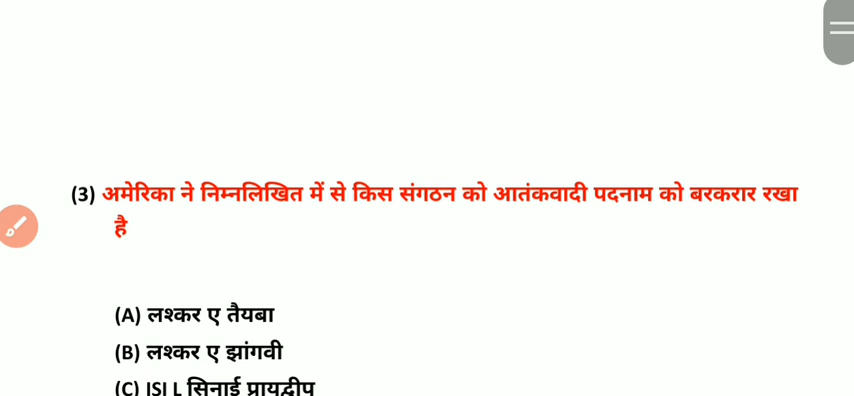 (3) अमेरिका ने निम्नलिखित में से किस संगठन को आतंकवादी पदनाम को बरकरार रखा
है
(A) लश्कर ए तैयबा
(B) लश्कर ए झांगवी
(C) ISI L सिनाई प्रायद्वीप